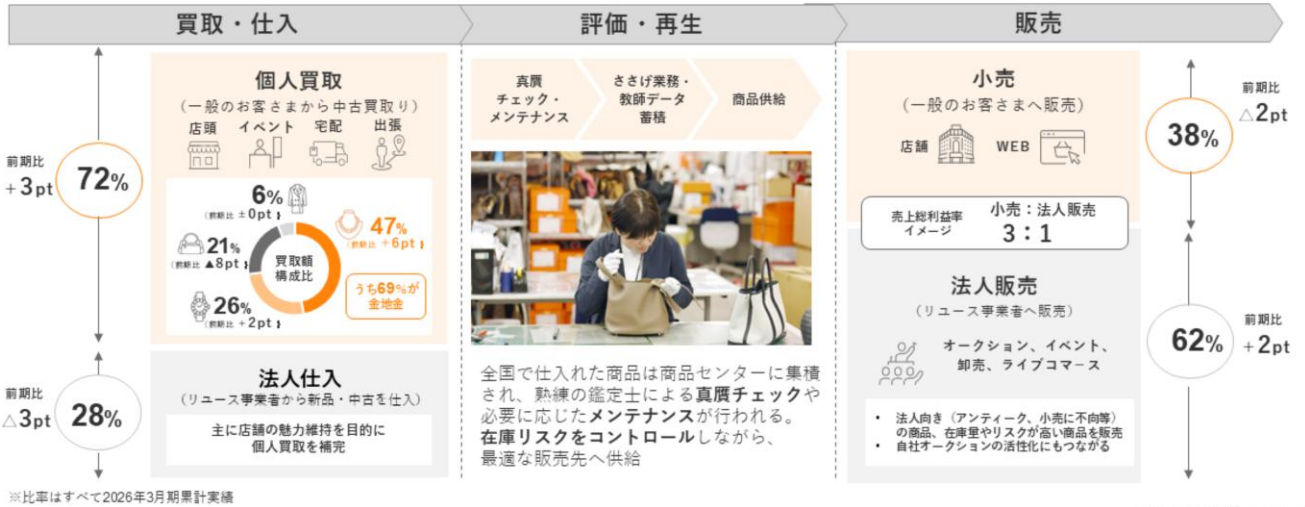 買取・仕入
評価・再生
販売
前期比
+3pt
72%
個人買取
（一般のお客さまから中古買取り）
店頭
イベント
宅配
出張
6%
（前期比 ±0pt）
47%
（前期比 +6pt）
21%
（前期比 ▲8pt）
買取額
構成比
うち69%が
金地金
26%
（前期比 +2pt）
前期比
△3pt
28%
法人仕入
（リユース事業者から新品・中古を仕入）
主に店舗の魅力維持を目的に
個人買取を補完
真贋
チェック・
メンテナンス
ささげ業務・
教師データ
蓄積
商品供給
全国で仕入れた商品は商品センターに集積
され、熟練の鑑定士による真贋チェックや
必要に応じたメンテナンスが行われる。
在庫リスクをコントロールしながら、
最適な販売先へ供給
小売
（一般のお客さまへ販売）
店舗
WEB
38%
前期比
△2pt
売上総利益率
イメージ
小売：法人販売
3：1
法人販売
（リユース事業者へ販売）
オークション、イベント、
卸売、ライブコマース
62%
前期比
+2pt
• 法人向き（アンティーク、小売に不向等）
の商品、在庫量やリスクが高い商品を販売
• 自社オークションの活性化にもつながる
※比率はすべて2026年3月期累計実績